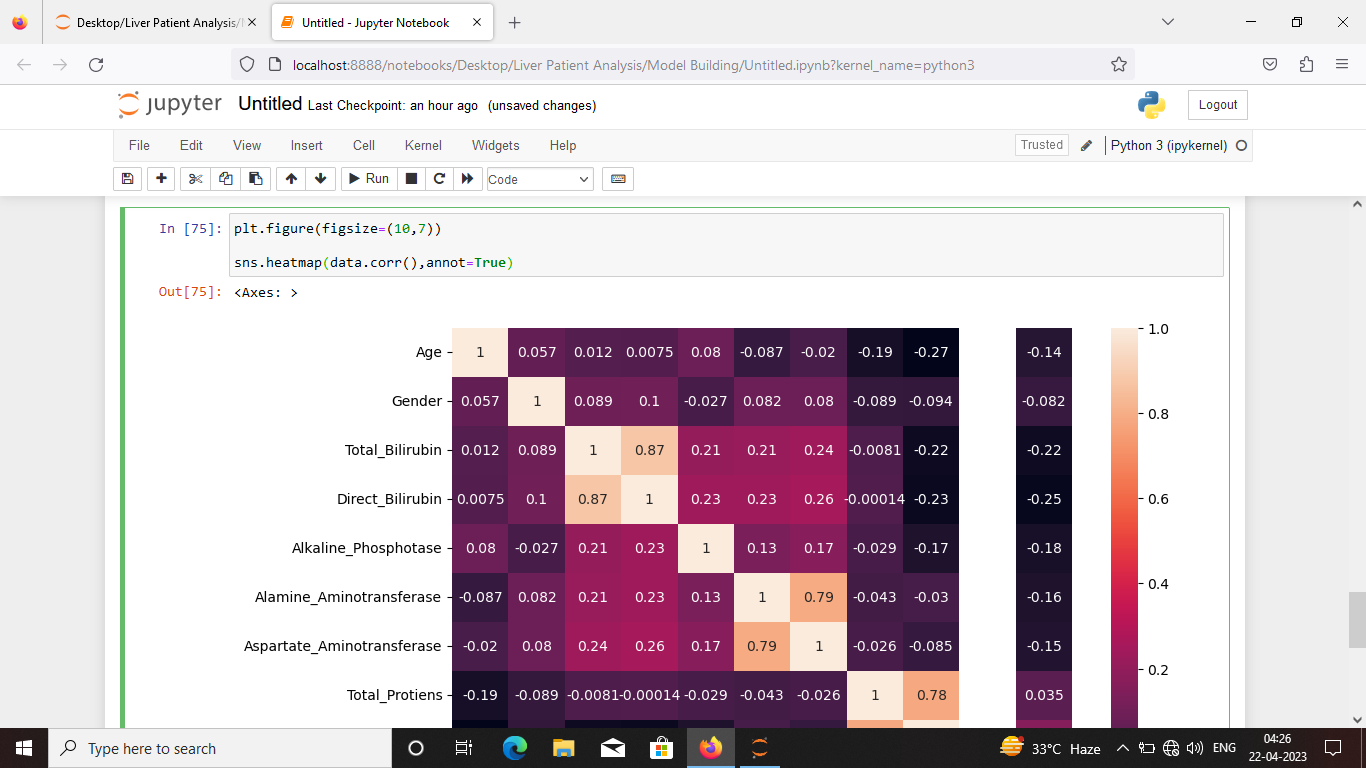 Desktop/Liver Patient Analysis/
Untitled - Jupyter Notebook
localhost:8888/notebooks/Desktop/Liver Patient Analysis/Model Building/Untitled.ipynb?kernel_name=python3
jupyter Untitled Last Checkpoint: an hour ago (unsaved changes)
Logout
File Edit View Insert Cell Kernel Widgets Help
Trusted Python 3 (ipykernel)
Run Code
In [75]: plt.figure(figsize=(10,7))
sns.heatmap(data.corr(),annot=True)
Out[75]: <Axes: >
Age 1 0.057 0.012 0.0075 0.08 -0.087 -0.02 -0.19 -0.27 -0.14 1.0
Gender 0.057 1 0.089 0.1 -0.027 0.082 0.08 -0.089 -0.094 -0.082 0.8
Total_Bilirubin 0.012 0.089 1 0.87 0.21 0.21 0.24 -0.0081 -0.22 -0.22
Direct_Bilirubin 0.0075 0.1 0.87 1 0.23 0.23 0.26 -0.00014 -0.23 -0.25 0.6
Alkaline_Phosphotase 0.08 -0.027 0.21 0.23 1 0.13 0.17 -0.029 -0.17 -0.18
Alamine_Aminotransferase -0.087 0.082 0.21 0.23 0.13 1 0.79 -0.043 -0.03 -0.16 0.4
Aspartate_Aminotransferase -0.02 0.08 0.24 0.26 0.17 0.79 1 -0.026 -0.085 -0.15 0.2
Total_Protiens -0.19 -0.089 -0.0081 -0.00014 -0.029 -0.043 -0.026 1 0.78 0.035
Type here to search
33°C Haze
ENG
04:26
22-04-2023